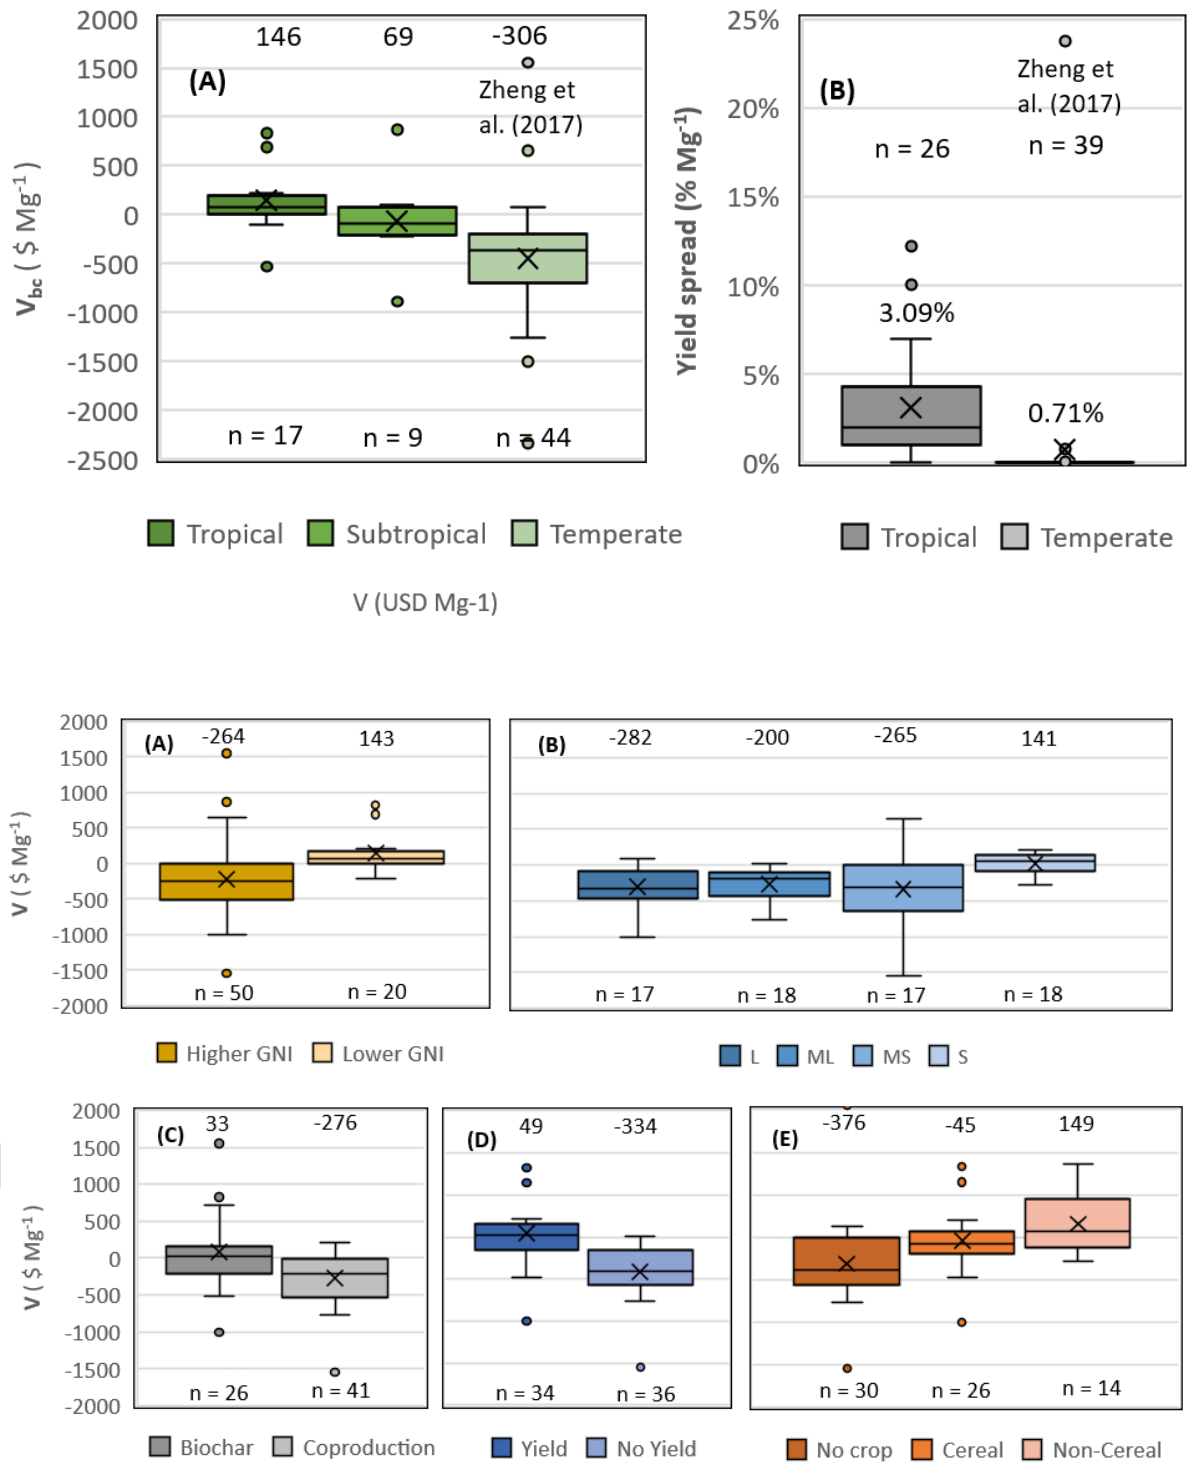 2000
1500
1000
500
0
-500
-1000
-1500
-2000
-2500
V_bc ( $ Mg⁻¹ )
146 69 -306
(A)
Zheng et
al. (2017)
n = 17 n = 9 n = 44
Tropical Subtropical Temperate
25%
20%
15%
10%
5%
0%
Yield spread (% Mg⁻¹)
(B)
Zheng et
al. (2017)
n = 26 n = 39
3.09%
0.71%
Tropical Temperate
V (USD Mg-1)
2000
1500
1000
500
0
-500
-1000
-1500
-2000
V ( $ Mg⁻¹)
(A) -264 143
n = 50 n = 20
Higher GNI Lower GNI
(B) -282 -200 -265 141
n = 17 n = 18 n = 17 n = 18
L ML MS S
2000
1500
1000
500
0
-500
-1000
-1500
-2000
V ( $ Mg⁻¹)
(C) 33 -276
n = 26 n = 41
Biochar Coproduction
(D) 49 -334
n = 34 n = 36
Yield No Yield
(E) -376 -45 149
n = 30 n = 26 n = 14
No crop Cereal Non-Cereal